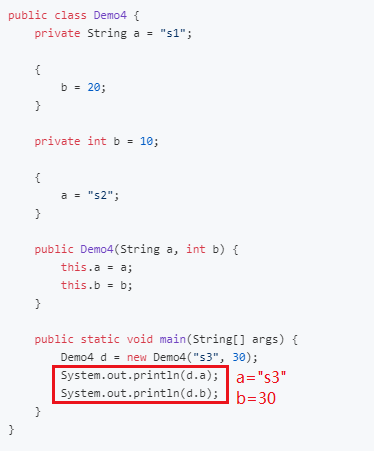 public class Demo4 {
    private String a = "s1";

    {
        b = 20;
    }

    private int b = 10;

    {
        a = "s2";
    }

    public Demo4(String a, int b) {
        this.a = a;
        this.b = b;
    }

    public static void main(String[] args) {
        Demo4 d = new Demo4("s3", 30);
        System.out.println(d.a); a="s3"
        System.out.println(d.b); b=30
    }
}